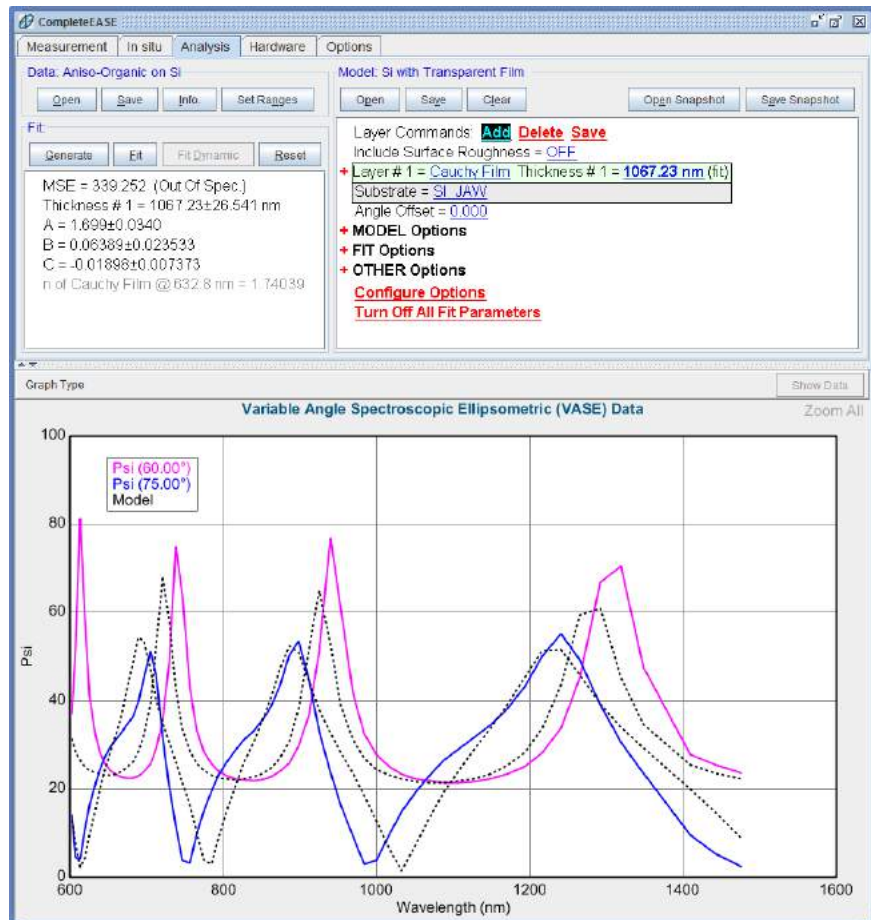 CompleteEASE
Measurement In situ Analysis Hardware Options
Data: Aniso-Organic on Si
Open Save Info. Set Ranges
Fit:
Generate Fit Fit Dynamic Reset
MSE = 339.252 (Out Of Spec.)
Thickness # 1 = 1067.23±26.541 nm
A = 1.699±0.0340
B = 0.06389±0.023533
C = -0.01898±0.007373
n of Cauchy Film @ 632.8 nm = 1.74039
Model: Si with Transparent Film
Open Save Clear Open Snapshot Save Snapshot
Layer Commands: Add Delete Save
Include Surface Roughness = OFF
+ Layer # 1 = Cauchy Film Thickness # 1 = 1067.23 nm (fit)
Substrate = SI_JAW
Angle Offset = 0.000
+ MODEL Options
+ FIT Options
+ OTHER Options
Configure Options
Turn Off All Fit Parameters
Graph Type Show Data
Variable Angle Spectroscopic Ellipsometric (VASE) Data Zoom All
100
80
60
40
20
0
Psi
Psi (60.00°)
Psi (75.00°)
Model
600 800 1000 1200 1400 1600
Wavelength (nm)